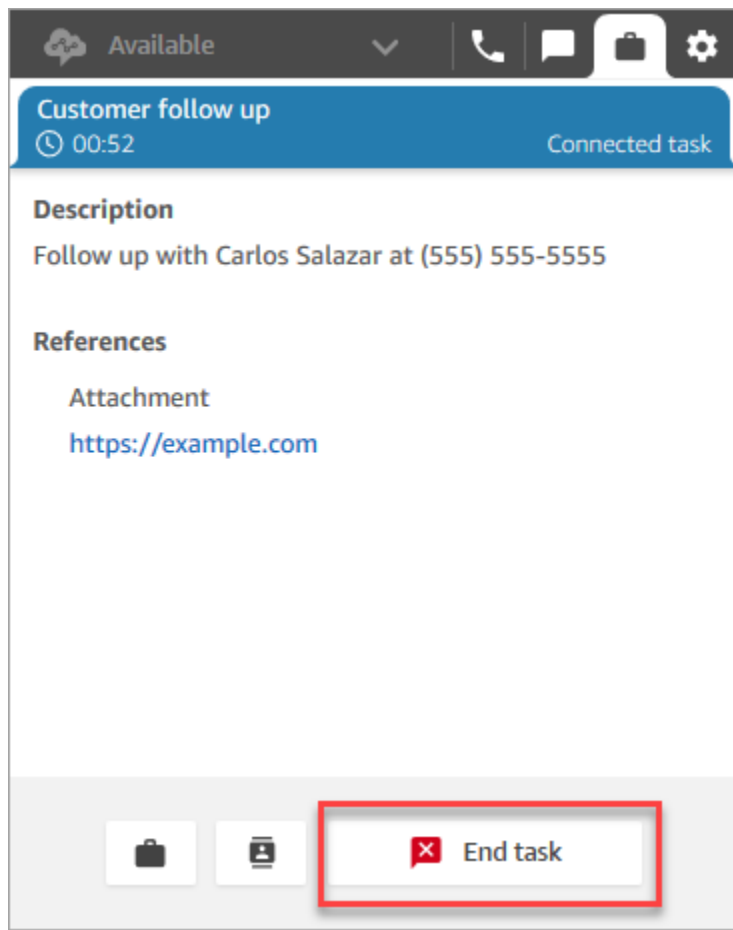 Available
Customer follow up
00:52 Connected task
Description
Follow up with Carlos Salazar at (555) 555-5555
References
Attachment
https://example.com
End task